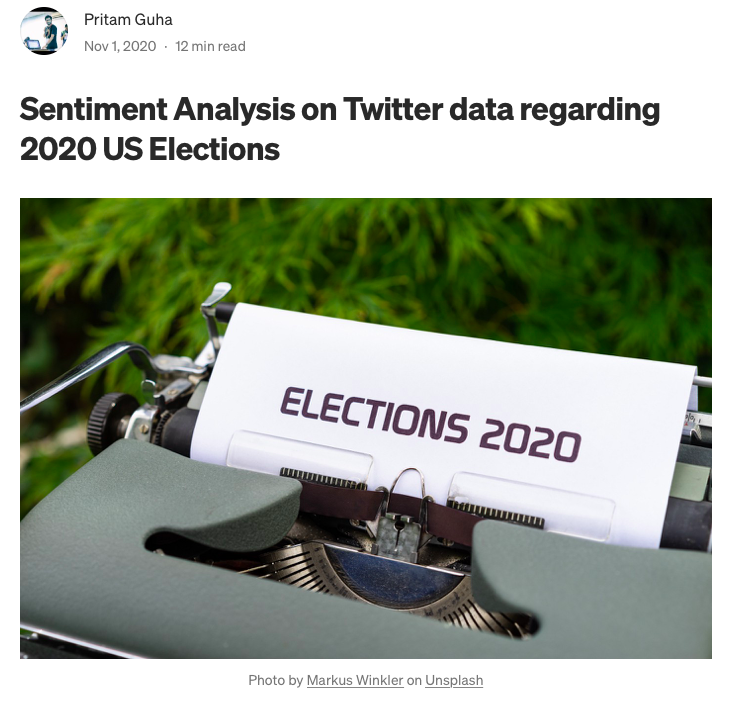 Pritam Guha
Nov 1, 2020 · 12 min read
Sentiment Analysis on Twitter data regarding
2020 US Elections
ELECTIONS 2020
Photo by Markus Winkler on Unsplash